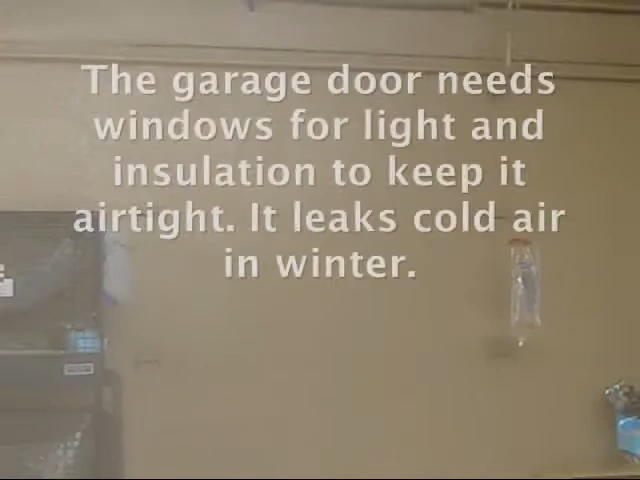 The garage door needs
windows for light and
insulation to keep it
airtight. It leaks cold air
in winter.